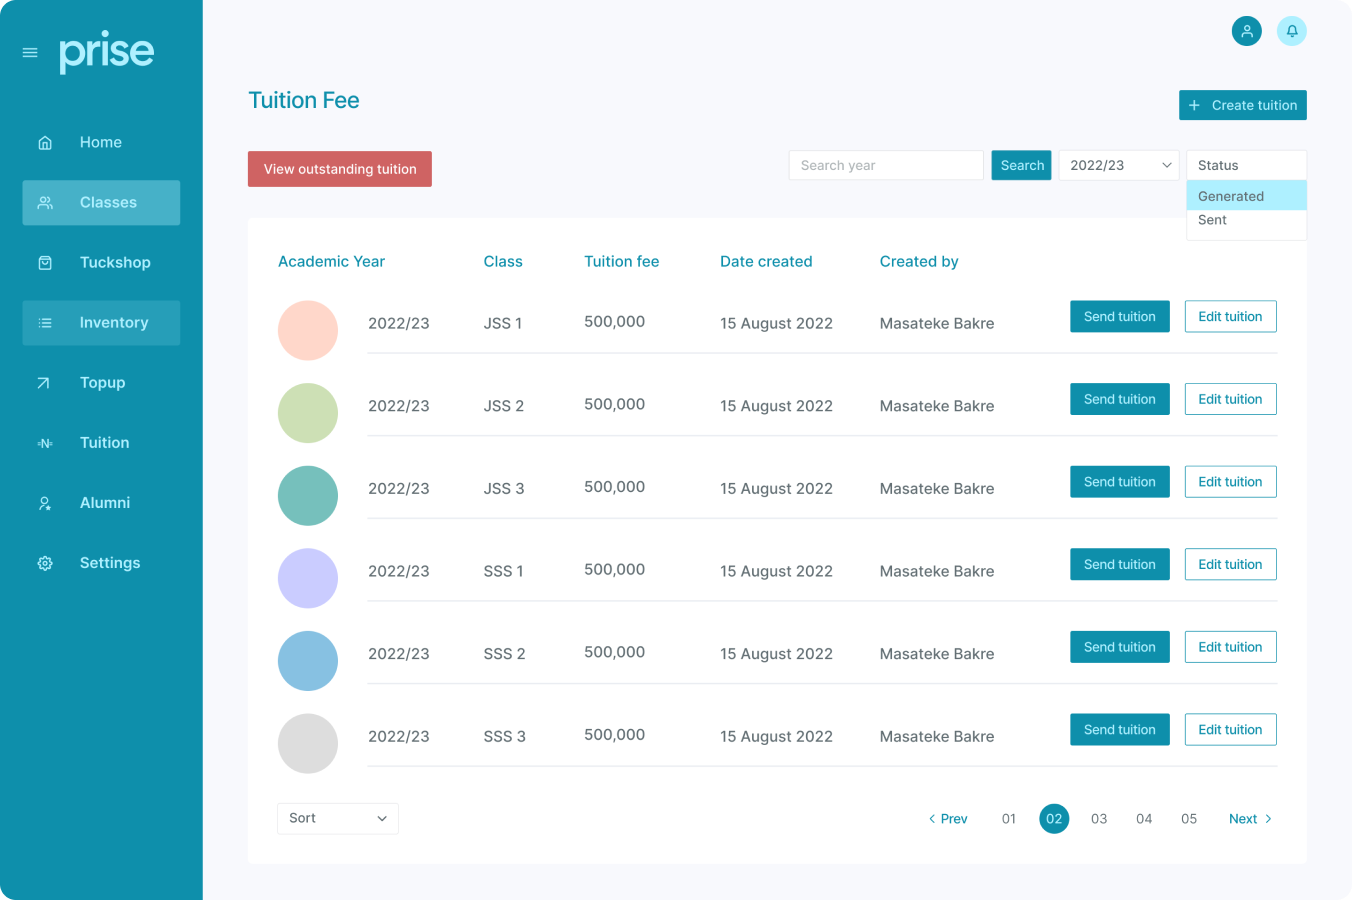 prise
Home
Classes
Tuckshop
Inventory
Topup
N Tuition
Alumni
Settings
Tuition Fee
+ Create tuition
View outstanding tuition
Search year
Search
2022/23
Status
Generated
Sent
Academic Year Class Tuition fee Date created Created by
2022/23 JSS 1 500,000 15 August 2022 Masateke Bakre Send tuition Edit tuition
2022/23 JSS 2 500,000 15 August 2022 Masateke Bakre Send tuition Edit tuition
2022/23 JSS 3 500,000 15 August 2022 Masateke Bakre Send tuition Edit tuition
2022/23 SSS 1 500,000 15 August 2022 Masateke Bakre Send tuition Edit tuition
2022/23 SSS 2 500,000 15 August 2022 Masateke Bakre Send tuition Edit tuition
2022/23 SSS 3 500,000 15 August 2022 Masateke Bakre Send tuition Edit tuition
Sort
Prev 01 02 03 04 05 Next